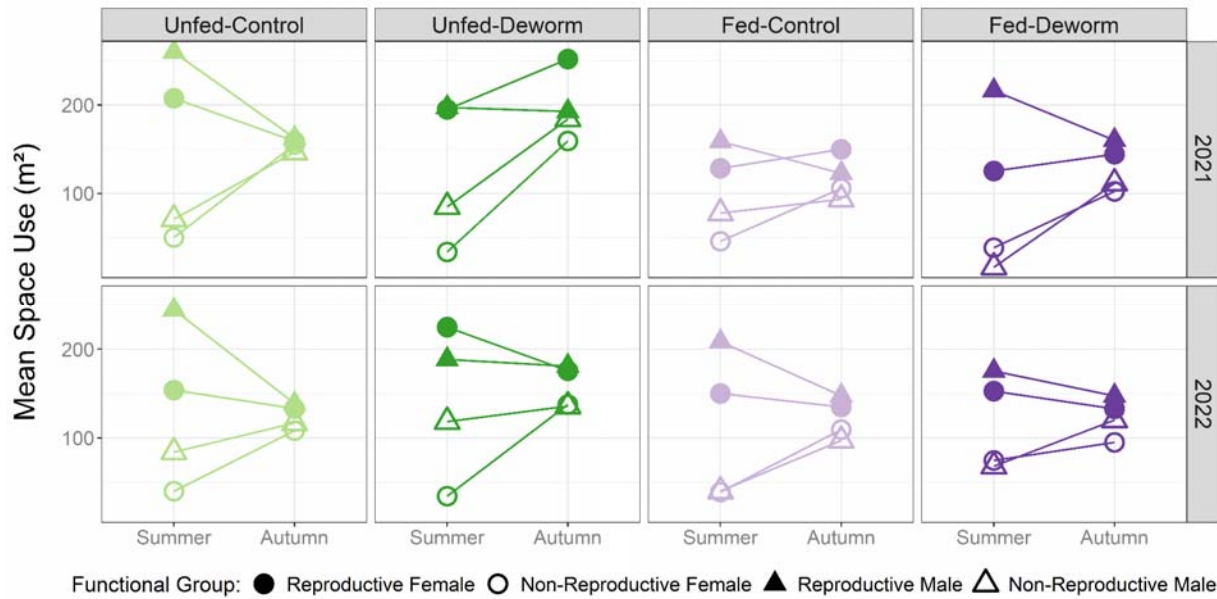 Unfed-Control Unfed-Deworm Fed-Control Fed-Deworm
Mean Space Use (m²)
200
100
2021
200
100
2022
Summer Autumn Summer Autumn Summer Autumn Summer Autumn
Functional Group: Reproductive Female Non-Reproductive Female Reproductive Male Non-Reproductive Male